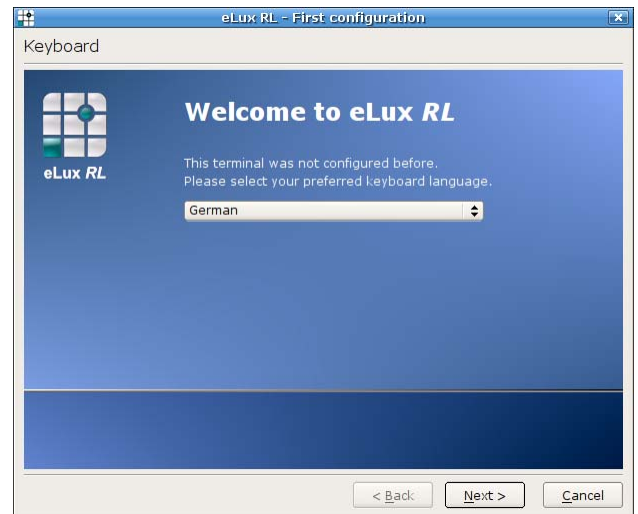 eLux RL - First configuration
Keyboard
Welcome to eLux RL
eLux RL
This terminal was not configured before.
Please select your preferred keyboard language.
German
< Back
Next >
Cancel